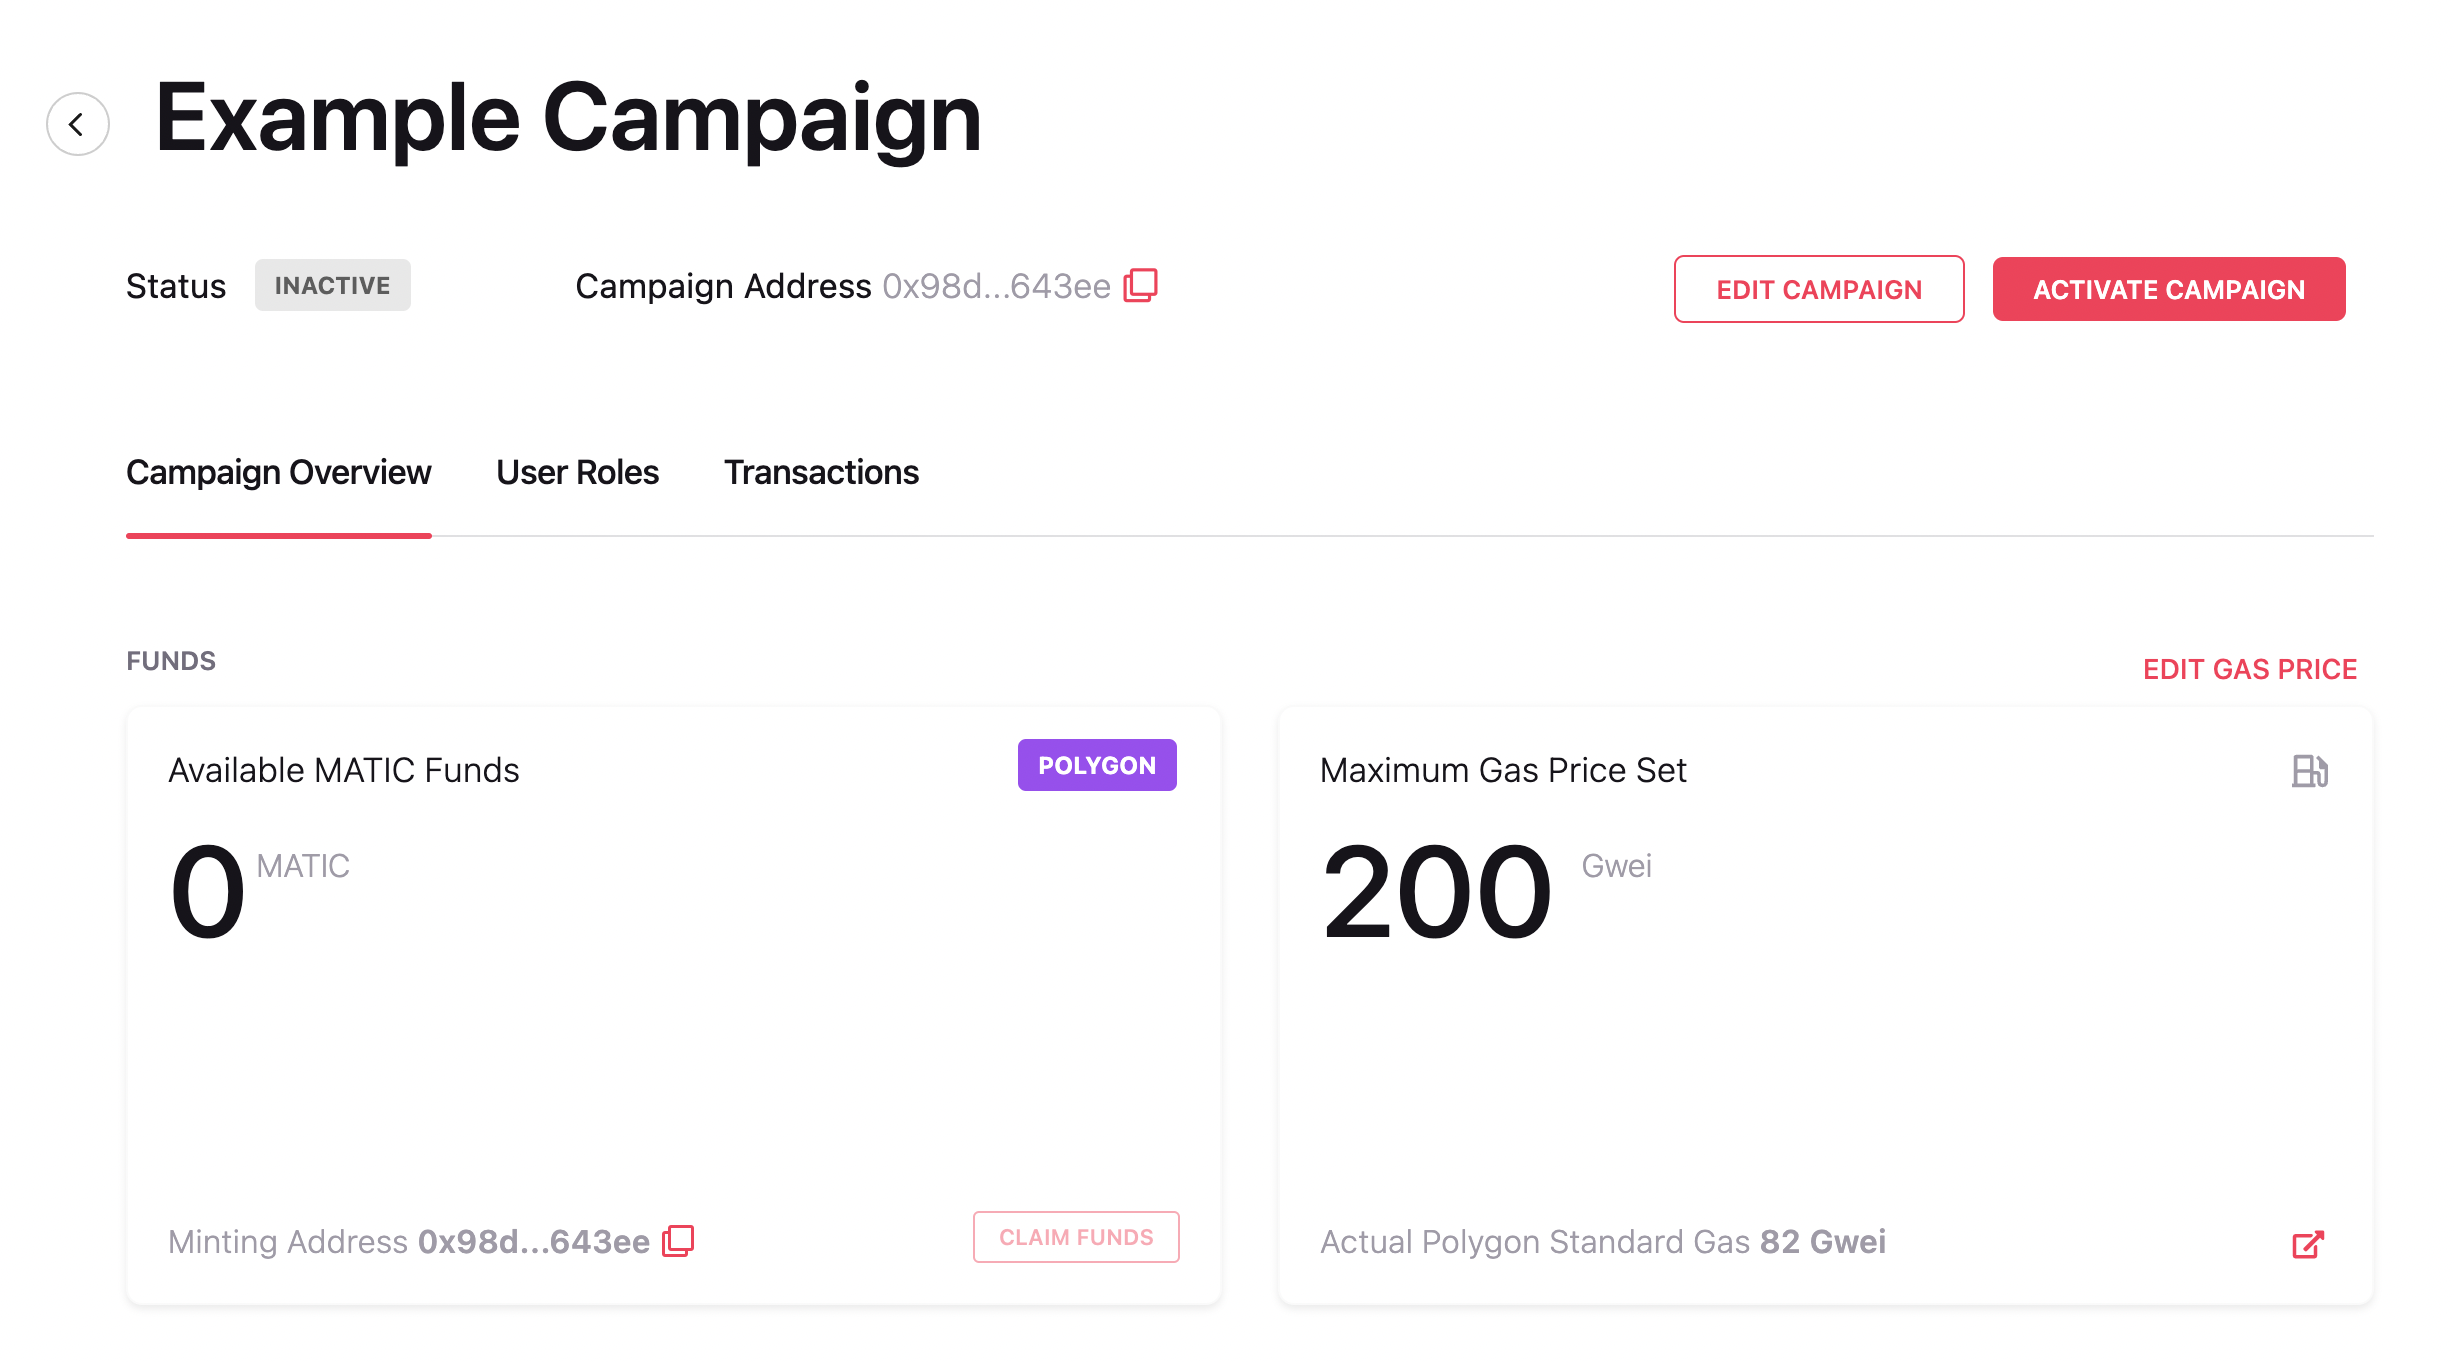 Example Campaign
Status INACTIVE Campaign Address 0x98d...643ee EDIT CAMPAIGN ACTIVATE CAMPAIGN
Campaign Overview User Roles Transactions
FUNDS EDIT GAS PRICE
Available MATIC Funds POLYGON
0 MATIC
Minting Address 0x98d...643ee CLAIM FUNDS
Maximum Gas Price Set
200 Gwei
Actual Polygon Standard Gas 82 Gwei